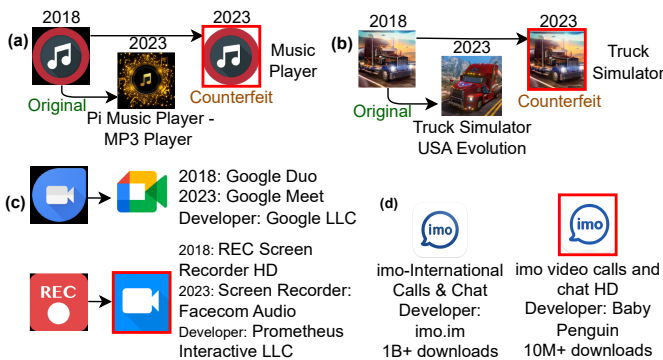 (a)
2018
2023
2023
Original
Counterfeit
Music
Player
Pi Music Player -
MP3 Player
(b)
2018
2023
2023
Original
Counterfeit
Truck
Simulator
Truck Simulator
USA Evolution
(c)
2018: Google Duo
2023: Google Meet
Developer: Google LLC
REC
2018: REC Screen
Recorder HD
2023: Screen Recorder:
Facecom Audio
Developer: Prometheus
Interactive LLC
(d)
imo
imo-International
Calls & Chat
Developer:
imo.im
1B+ downloads
imo
imo video calls and
chat HD
Developer: Baby
Penguin
10M+ downloads